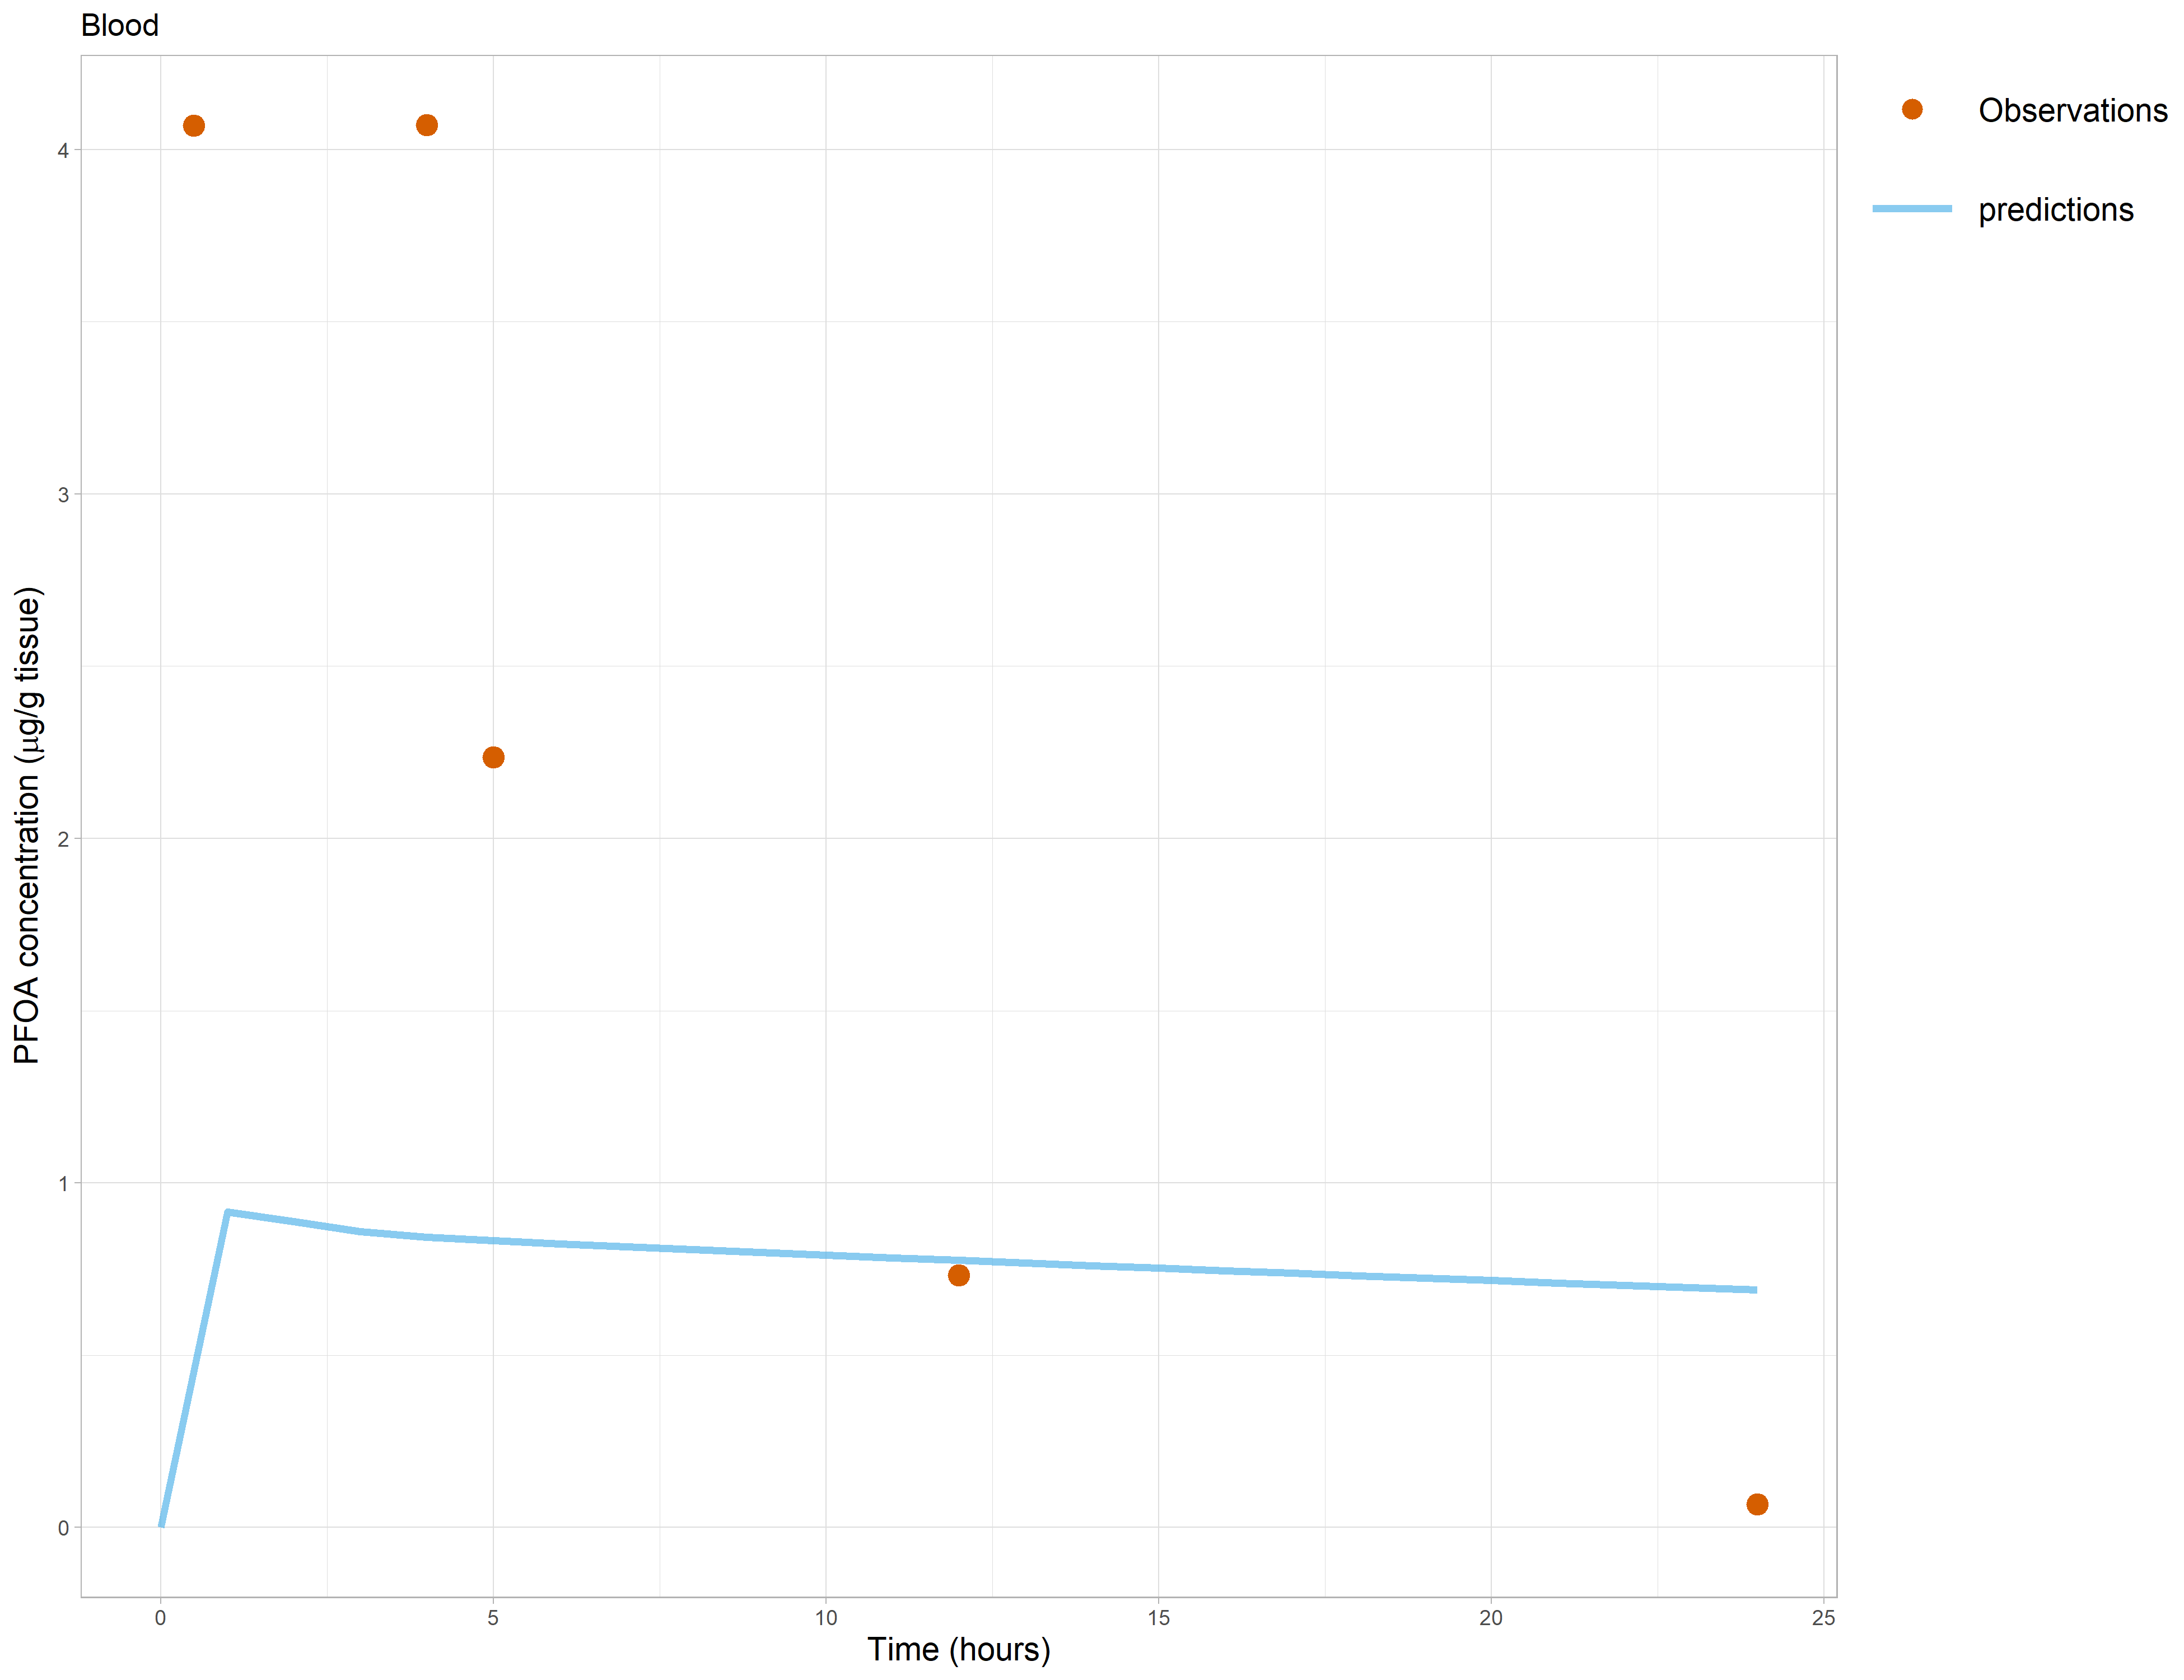 Blood
Observations
predictions
PFOA concentration (μg/g tissue)
4
3
2
1
0
0 5 10 15 20 25
Time (hours)